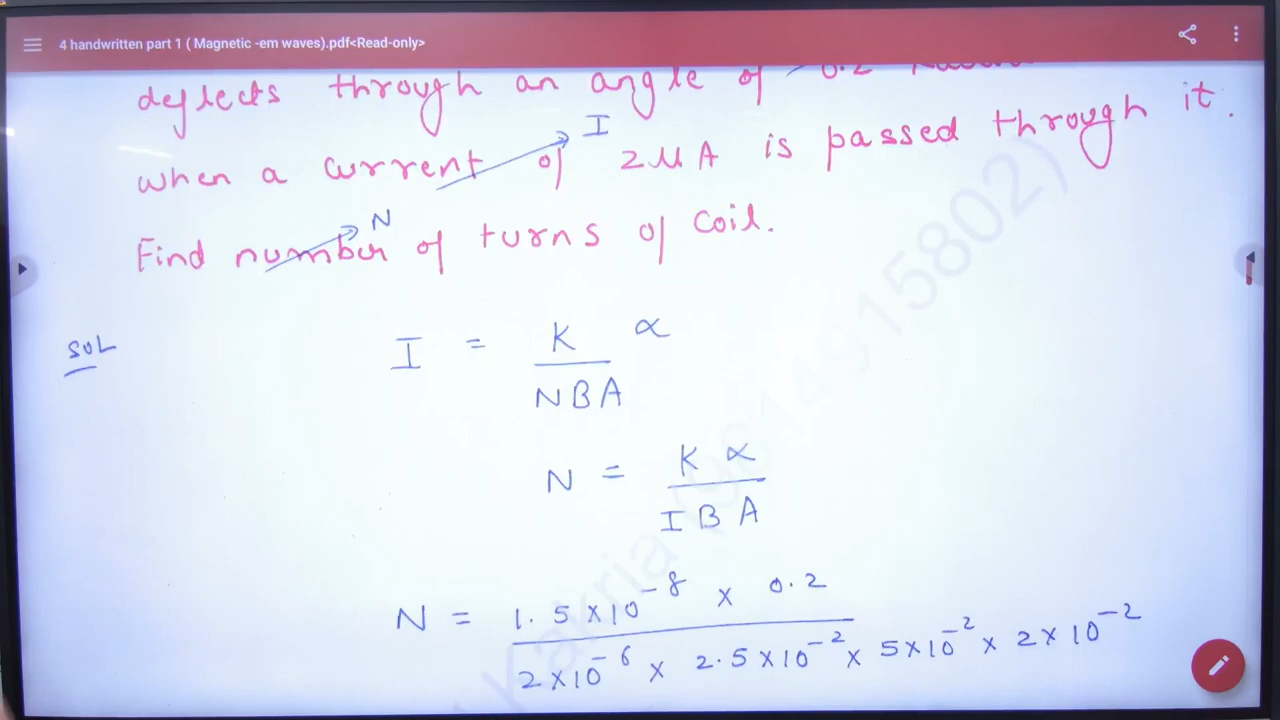 4 handwritten part 1 ( Magnetic -em waves).pdf<Read-only>
deflects through an angle of 0.2
I
when a current of 2 μ A is passed through it.
N
Find number of turns of coil.
SOL
I = K/NBA ∝
N = K ∝/I B A
N = 1.5 × 10⁻⁸ × 0.2/2×10⁻⁶ × 2.5×10⁻² × 5×10⁻² × 2×10⁻²